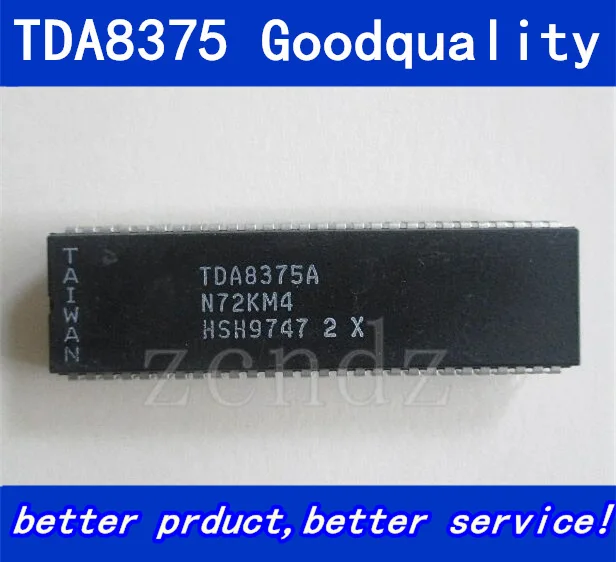 TDA8375 Goodquality
TAIWAN
TDA8375A
N72KM4
HSH9747 2 X
zcndz
better prduct,better service!